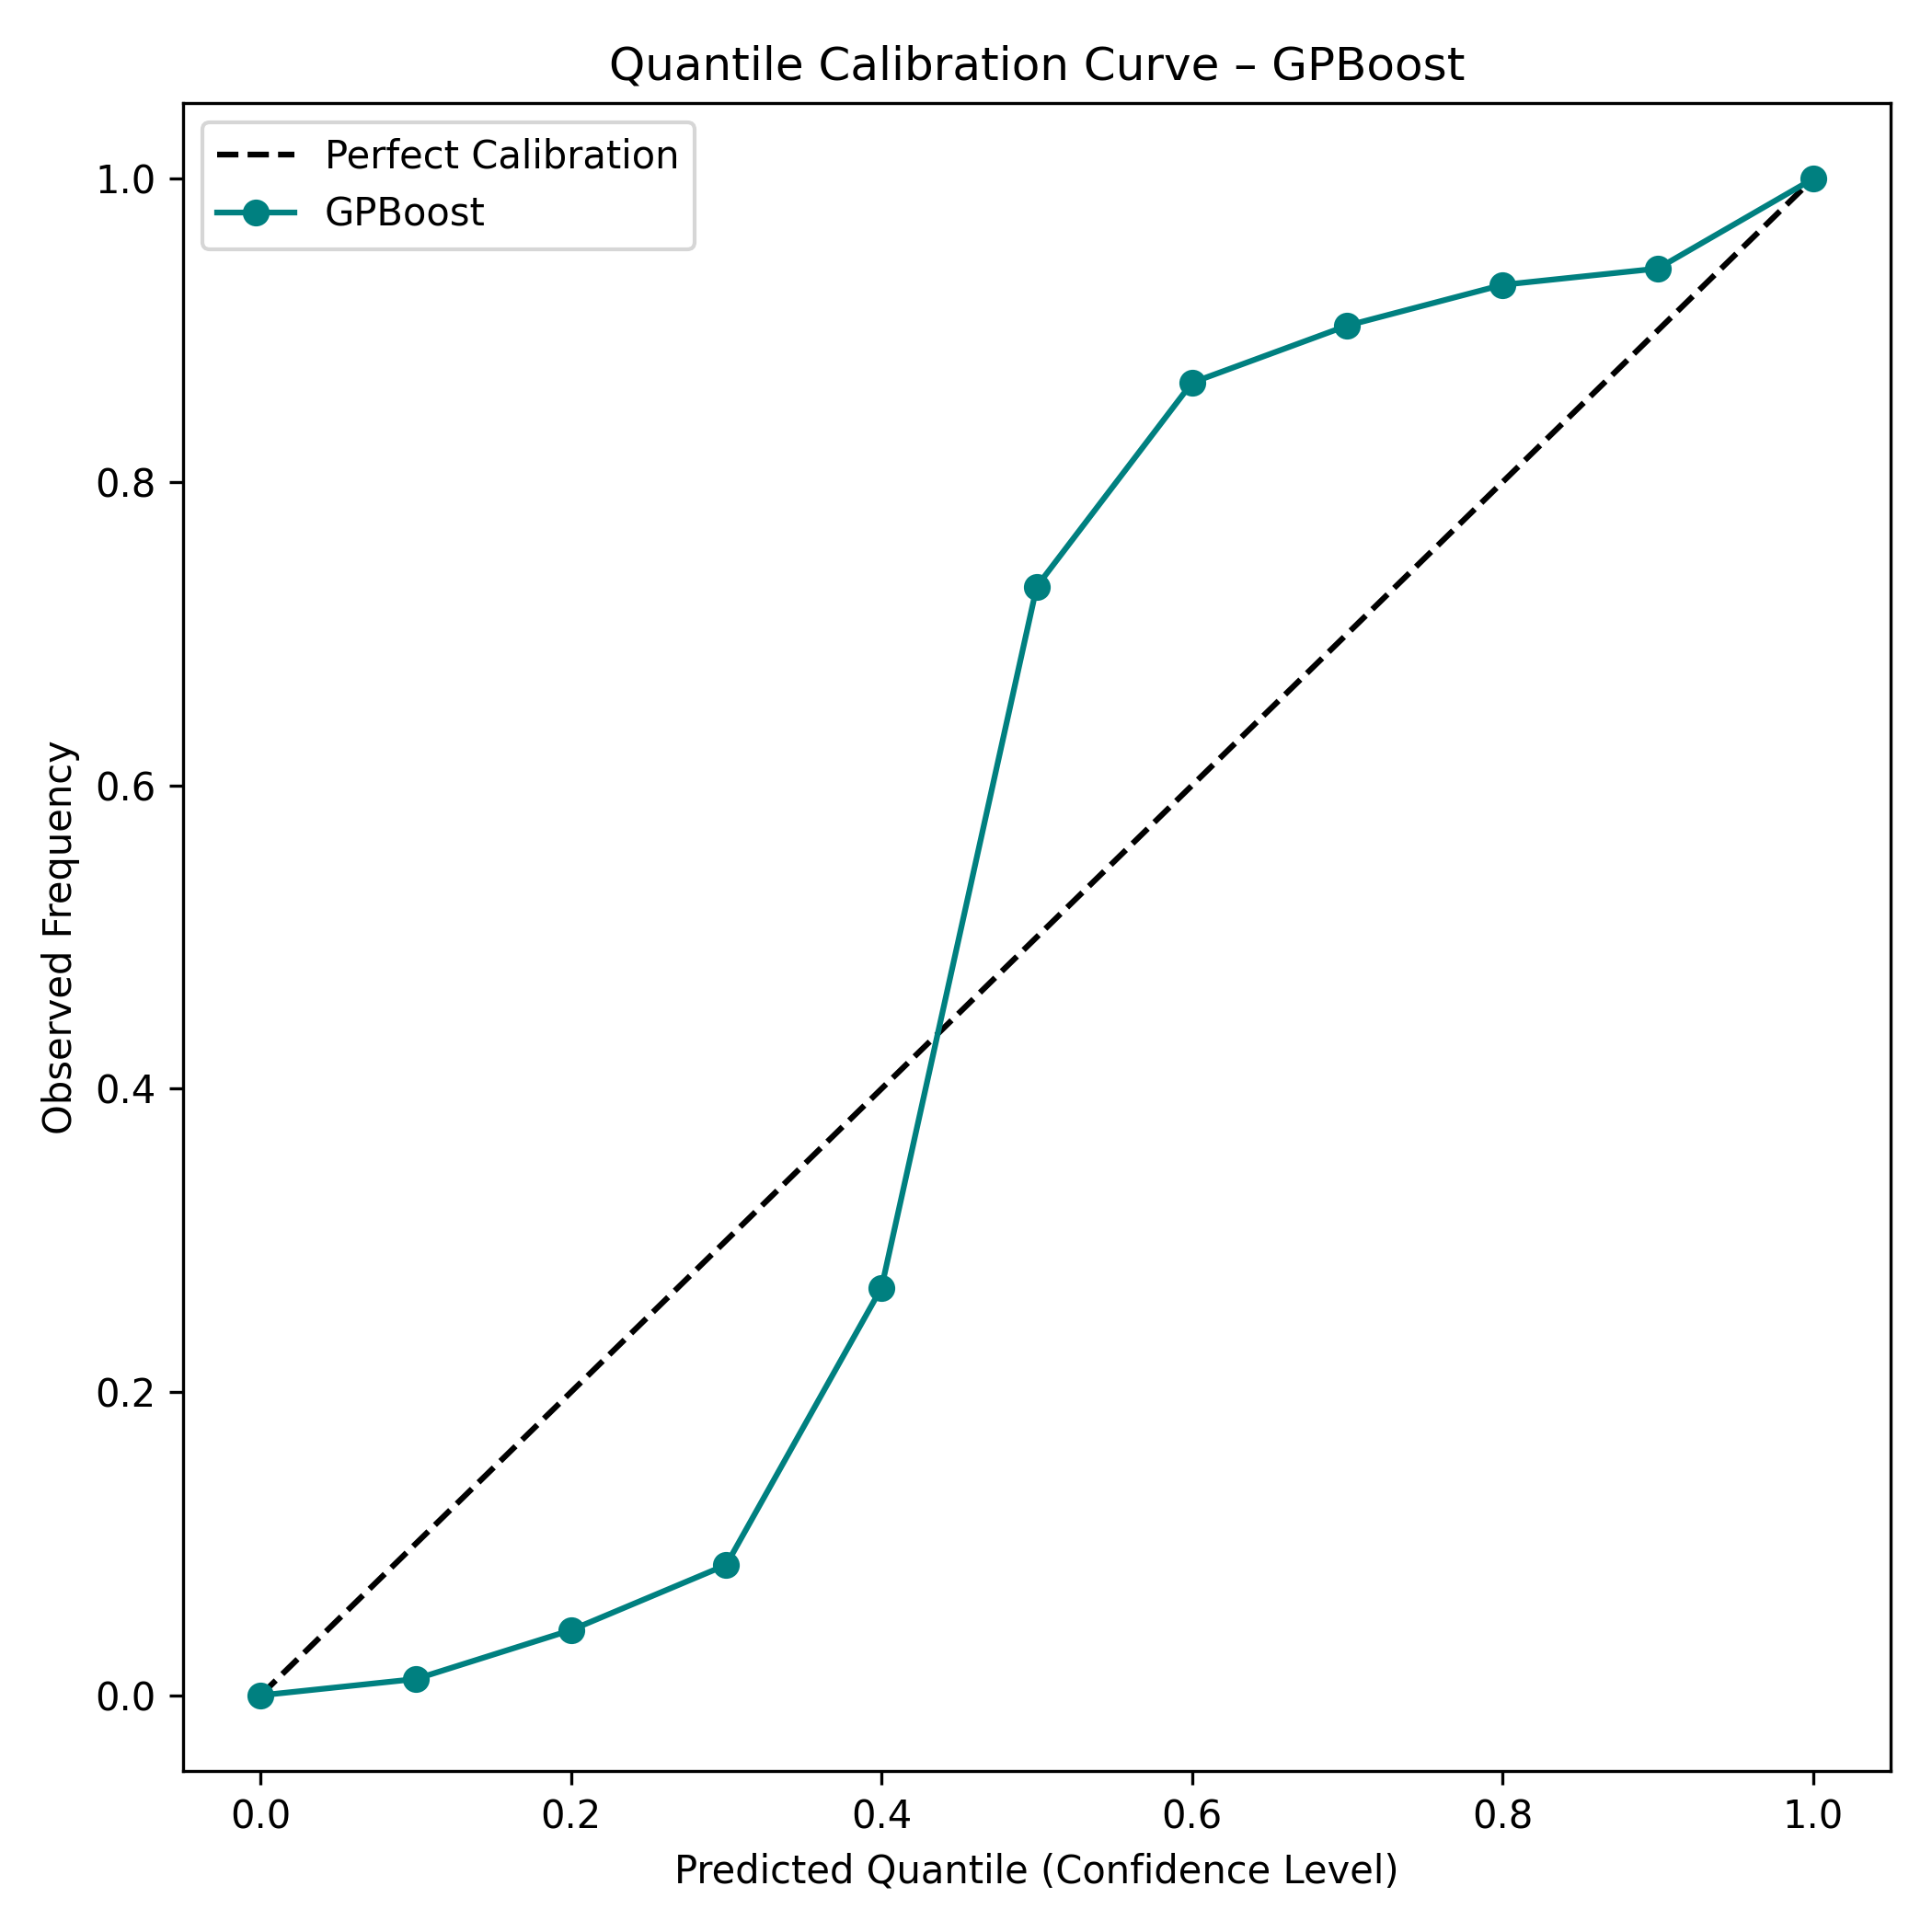 Quantile Calibration Curve – GPBoost
Perfect Calibration
GPBoost
1.0
0.8
0.6
0.4
0.2
0.0
Observed Frequency
0.0 0.2 0.4 0.6 0.8 1.0
Predicted Quantile (Confidence Level)